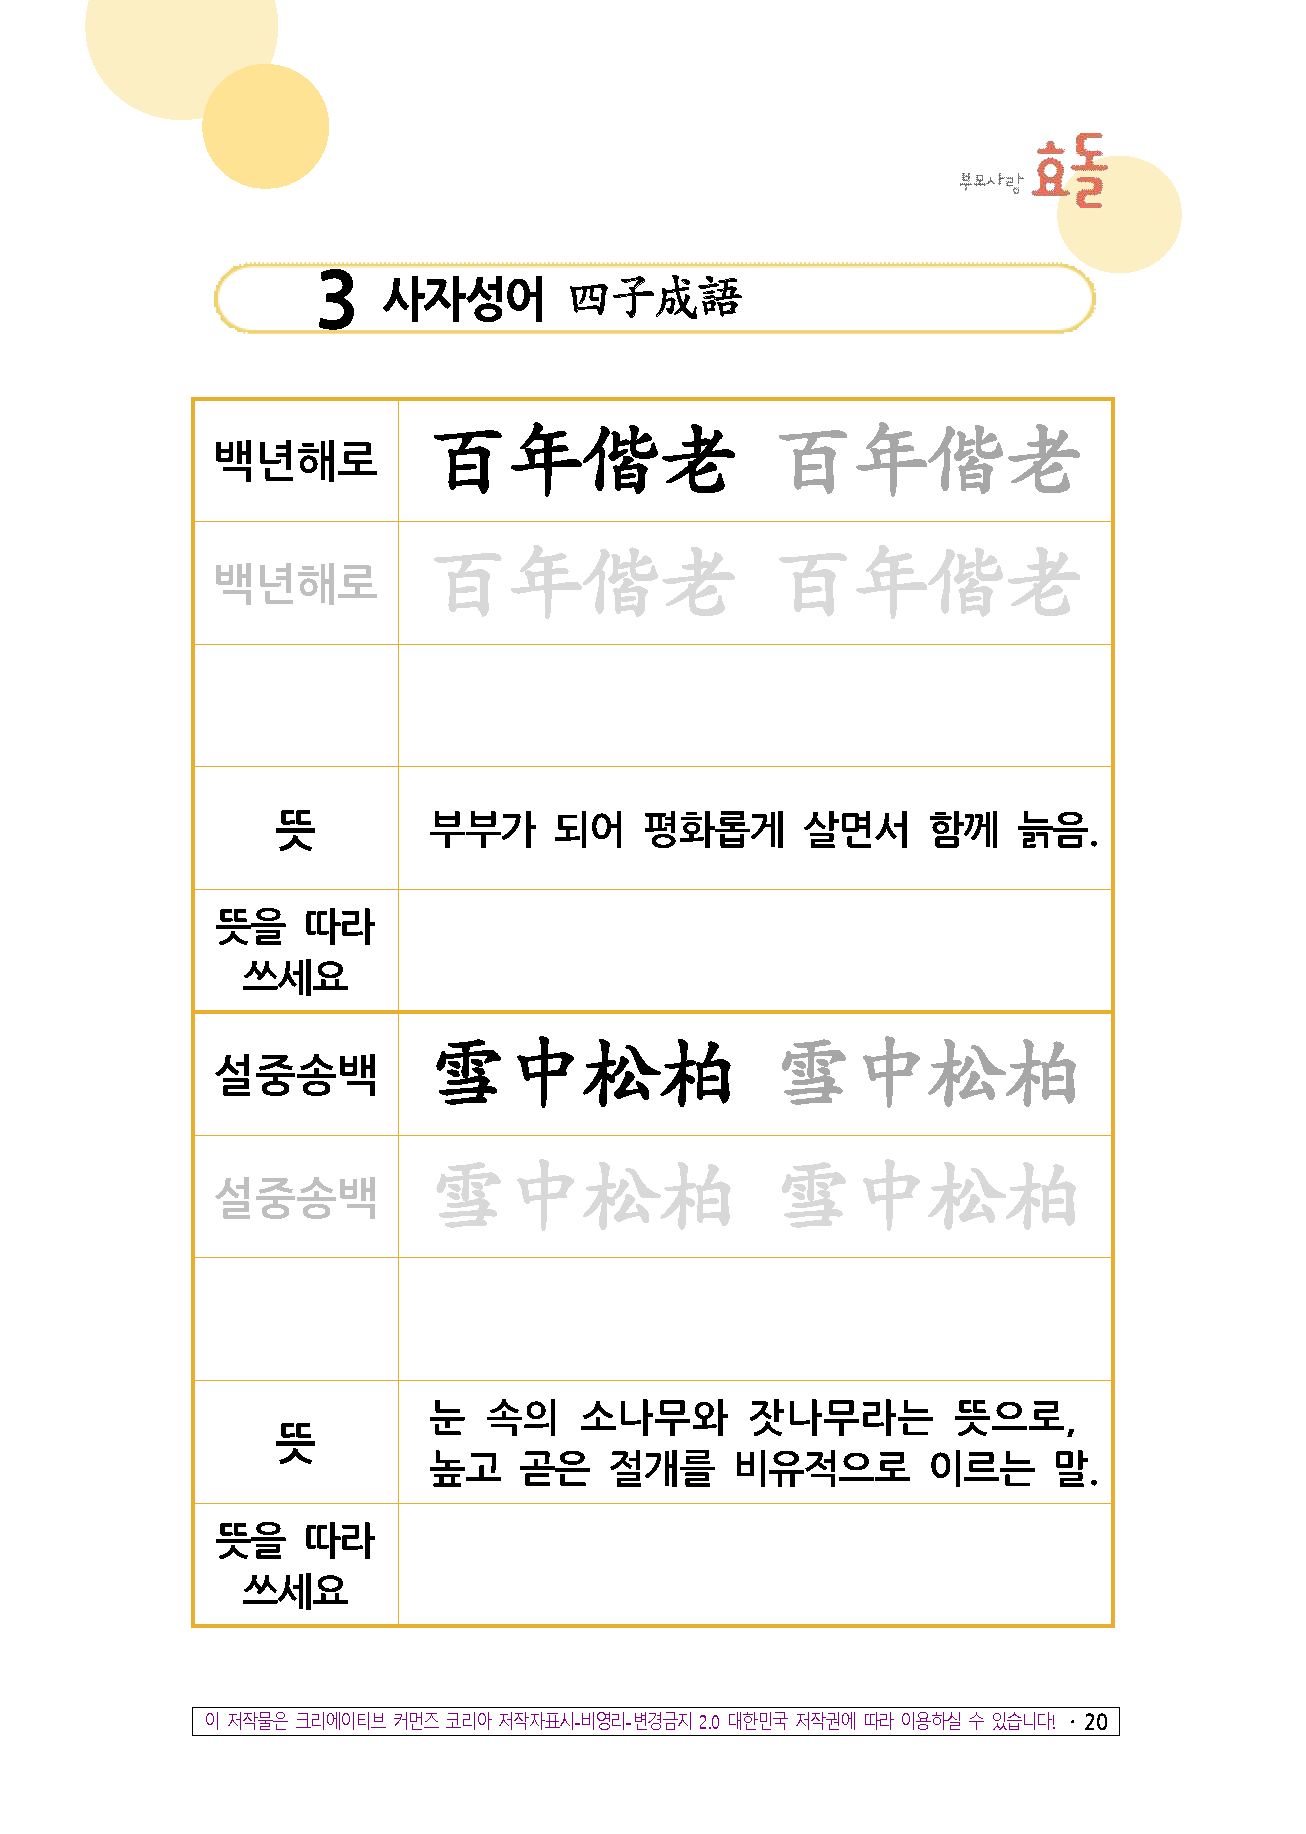 부모사랑 효돌
3 사자성어 四子成語
백년해로 百年偕老 百年偕老
백년해로 百年偕老 百年偕老
뜻 부부가 되어 평화롭게 살면서 함께 늙음.
뜻을 따라
쓰세요
설중송백 雪中松柏 雪中松柏
설중송백 雪中松柏 雪中松柏
뜻 눈 속의 소나무와 잣나무라는 뜻으로,
높고 곧은 절개를 비유적으로 이르는 말.
뜻을 따라
쓰세요
이 저작물은 크리에이티브 커먼즈 코리아 저작자표시-비영리-변경금지 2.0 대한민국 저작권에 따라 이용하실 수 있습니다! · 20